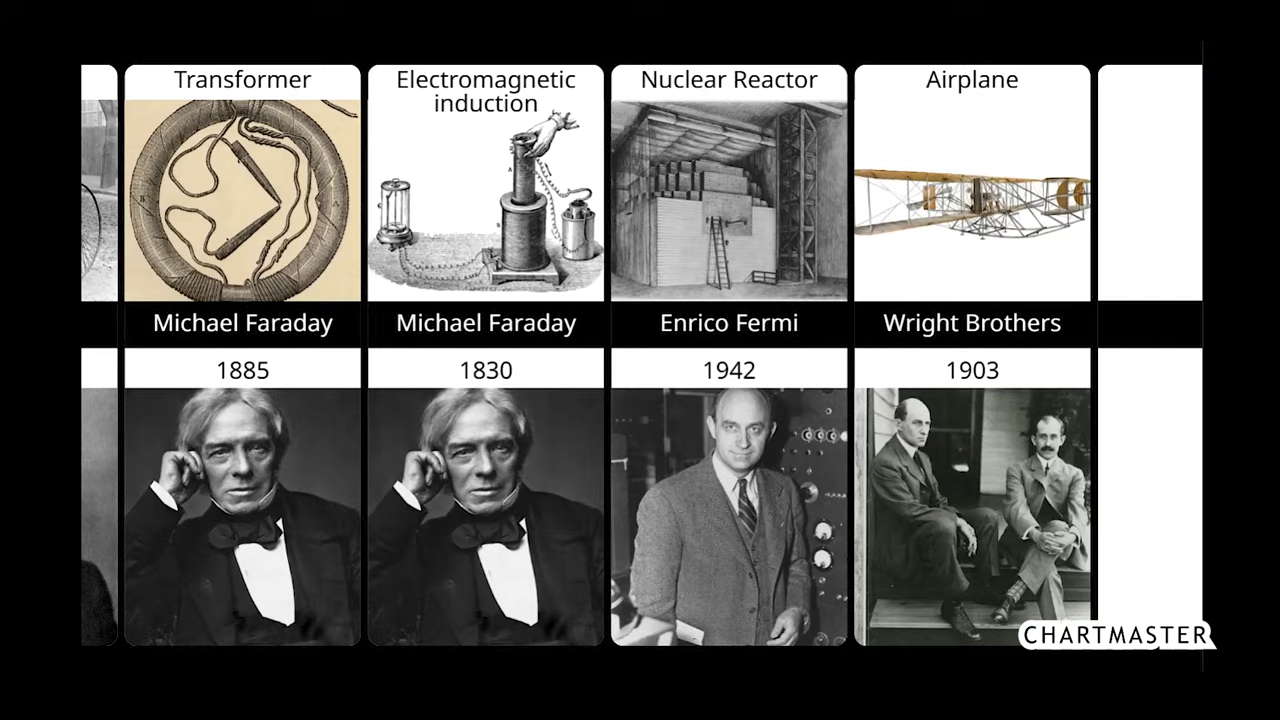 Transformer
Michael Faraday
1885
Electromagnetic
induction
Michael Faraday
1830
Nuclear Reactor
Enrico Fermi
1942
Airplane
Wright Brothers
1903
CHARTMASTER